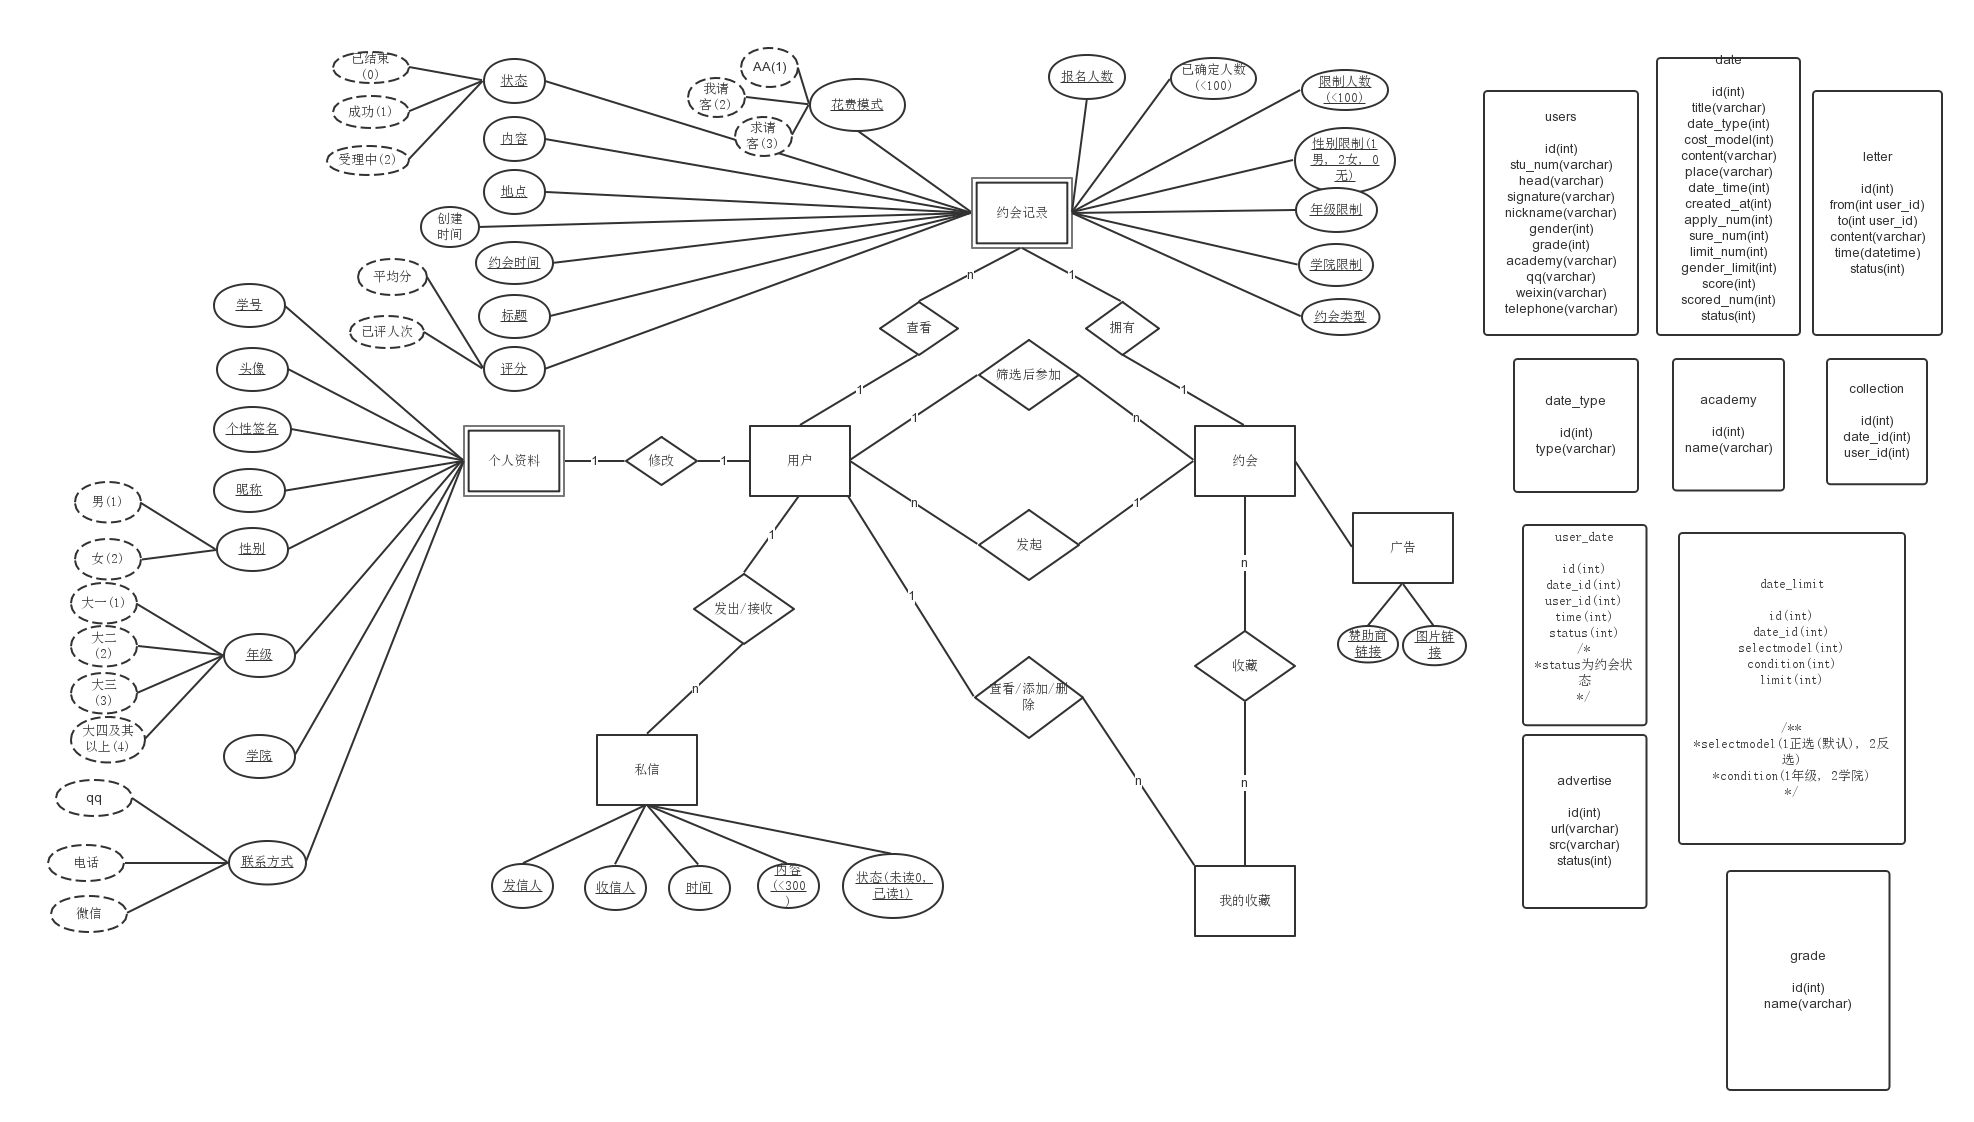 已结束
(0)
成功(1)
受理中(2)
状态
内容
地点
创建
时间
约会时间
标题
平均分
已评人次
评分
AA(1)
我请
客(2)
求请
客(3)
花费模式
约会记录
报名人数
已确定人数
(<100)
限制人数
(<100)
性别限制(1
男, 2女, 0
无)
年级限制
学院限制
约会类型
n
1
查看
拥有
1
1
学号
头像
个性签名
昵称
男(1)
女(2)
性别
大一(1)
大二
(2)
大三
(3)
大四及其
以上(4)
年级
学院
qq
电话
微信
联系方式
个人资料
1
修改
1
用户
1
筛选后参加
n
n
发起
1
约会
广告
赞助商
链接
图片链
接
1
发出/接收
n
私信
发信人
收信人
时间
内容
(<300
)
状态(未读0,
已读1)
1
查看/添加/删
除
n
n
收藏
n
我的收藏
users
id(int)
stu_num(varchar)
head(varchar)
signature(varchar)
nickname(varchar)
gender(int)
grade(int)
academy(varchar)
qq(varchar)
weixin(varchar)
telephone(varchar)
date
id(int)
title(varchar)
date_type(int)
cost_model(int)
content(varchar)
place(varchar)
date_time(int)
created_at(int)
apply_num(int)
sure_num(int)
limit_num(int)
gender_limit(int)
score(int)
scored_num(int)
status(int)
letter
id(int)
from(int user_id)
to(int user_id)
content(varchar)
time(datetime)
status(int)
date_type
id(int)
type(varchar)
academy
id(int)
name(varchar)
collection
id(int)
date_id(int)
user_id(int)
user_date
id(int)
date_id(int)
user_id(int)
time(int)
status(int)
/*
*status为约会状
态
*/
date_limit
id(int)
date_id(int)
selectmodel(int)
condition(int)
limit(int)
/**
*selectmodel(1正选(默认), 2反
选)
*condition(1年级, 2学院)
*/
advertise
id(int)
url(varchar)
src(varchar)
status(int)
grade
id(int)
name(varchar)